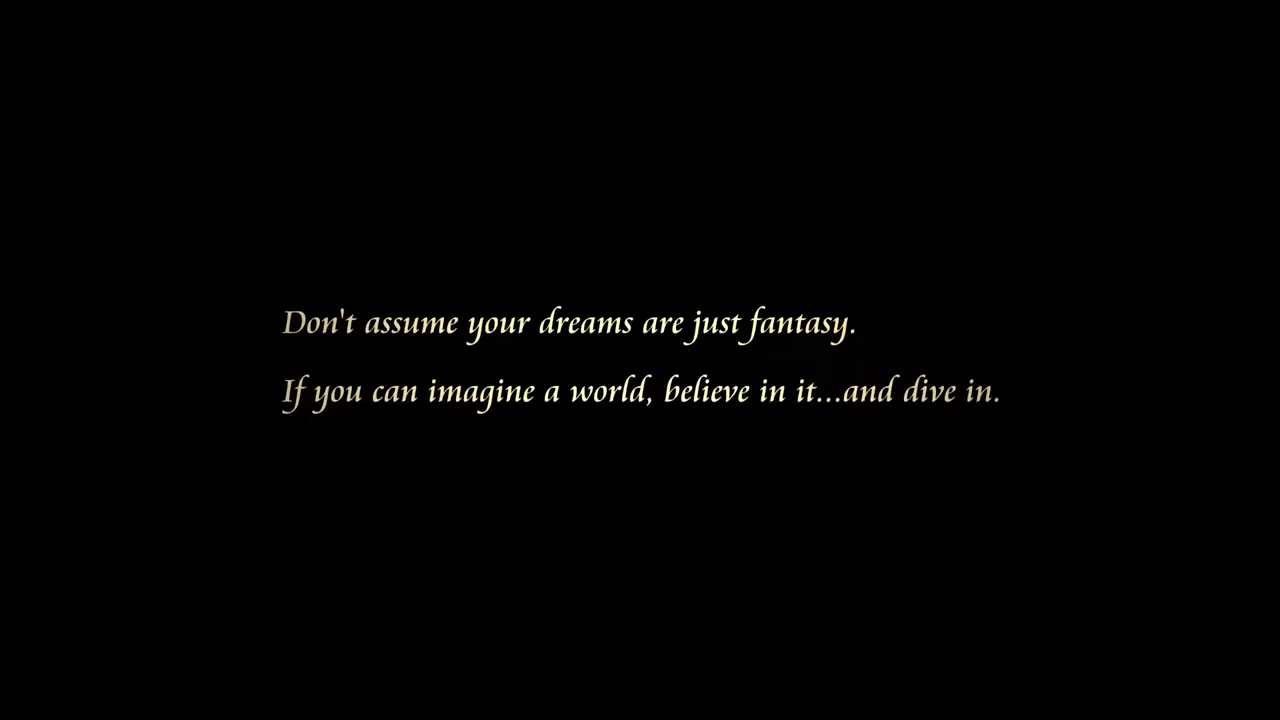 Don't assume your dreams are just fantasy.
If you can imagine a world, believe in it...and dive in.